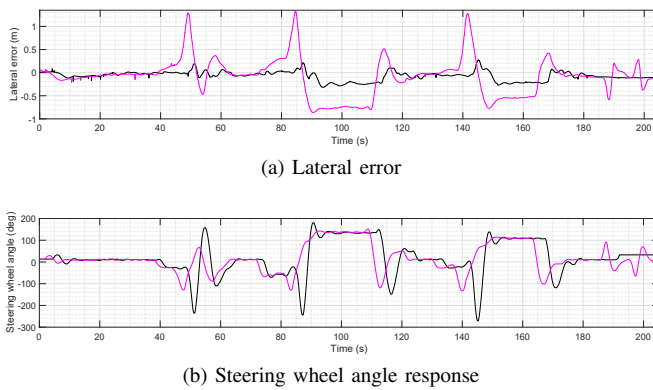 Lateral error (m)
1
0.5
0
-0.5
-1
0 20 40 60 80 100 120 140 160 180 200
Time (s)
(a) Lateral error
Steering wheel angle (deg)
200
100
0
-100
-200
-300
0 20 40 60 80 100 120 140 160 180 200
Time (s)
(b) Steering wheel angle response